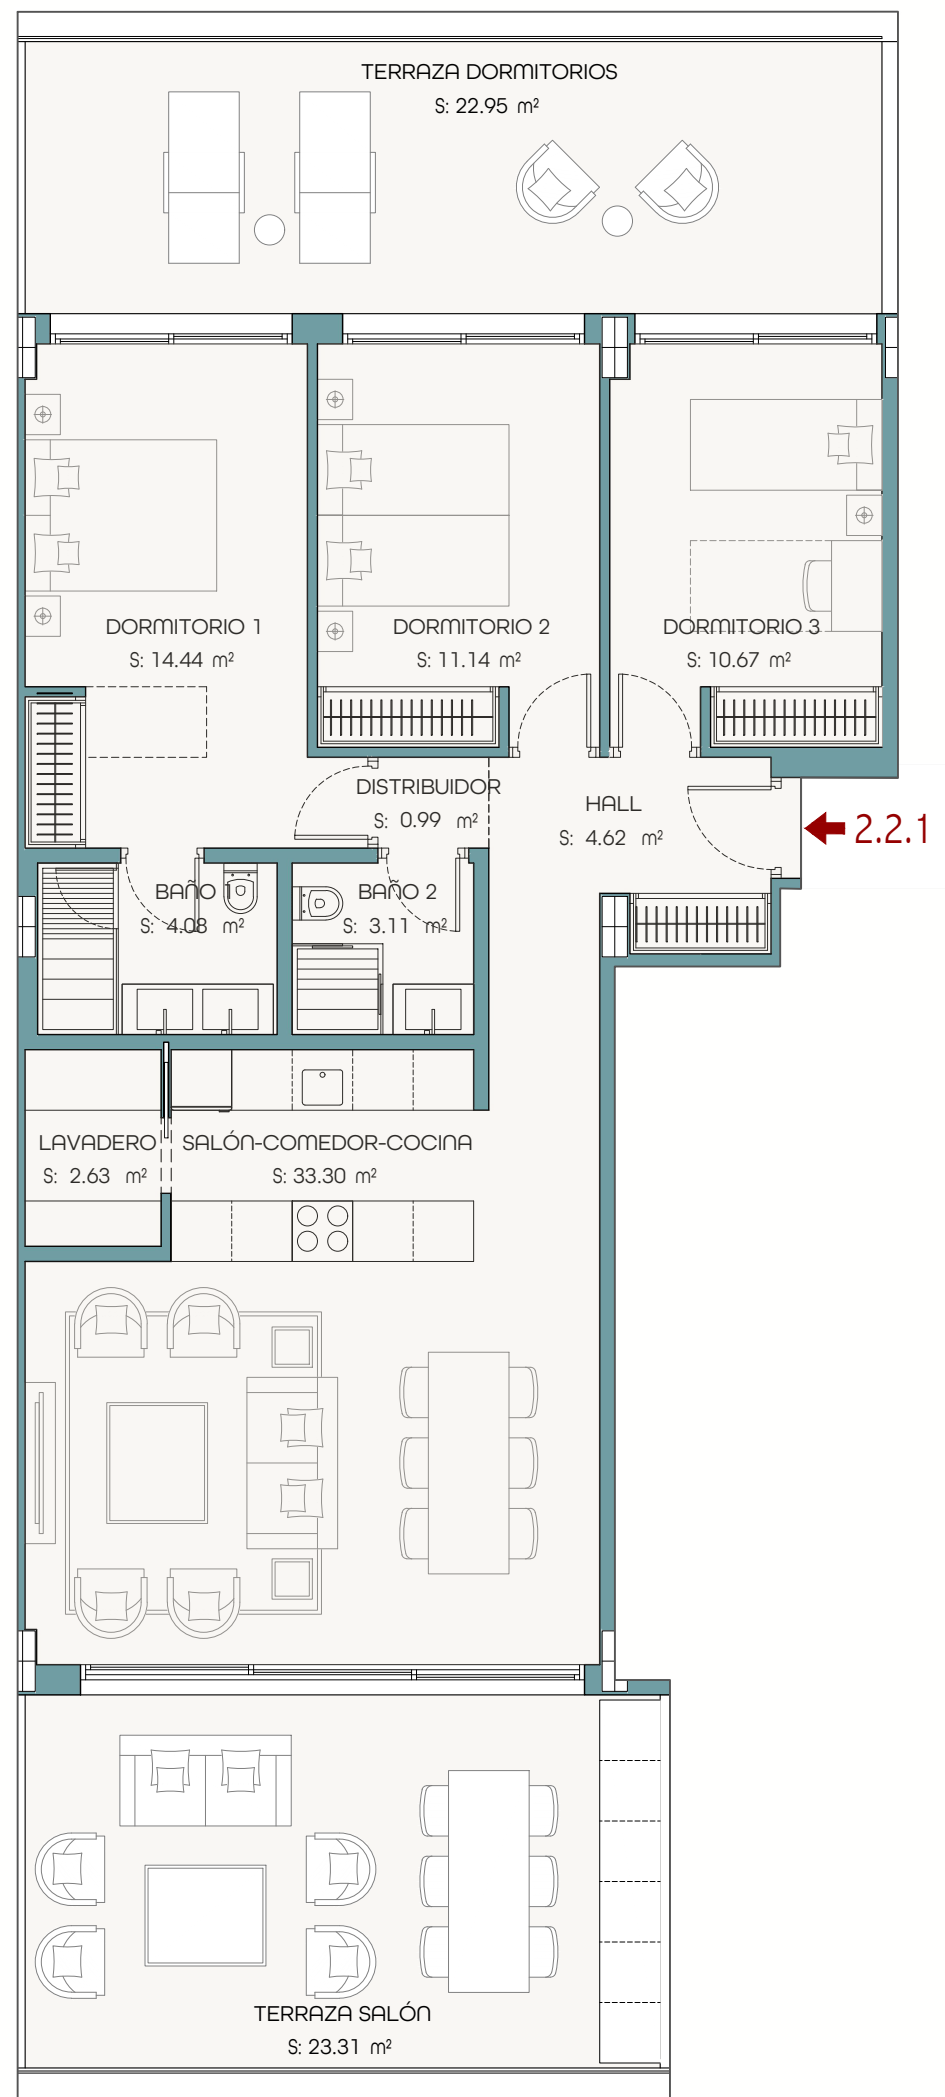 TERRAZA DORMITORIOS
S: 22.95 m²
DORMITORIO 1
S: 14.44 m²
DORMITORIO 2
S: 11.14 m²
DORMITORIO 3
S: 10.67 m²
DISTRIBUIDOR
S: 0.99 m²
HALL
S: 4.62 m²
2.2.1
BAÑO 1
S: 4.08 m²
BAÑO 2
S: 3.11 m²
LAVADERO
S: 2.63 m²
SALÓN-COMEDOR-COCINA
S: 33.30 m²
TERRAZA SALÓN
S: 23.31 m²